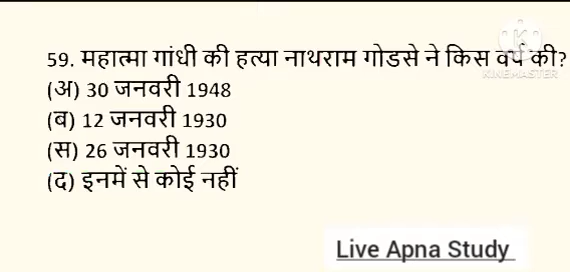 59. महात्मा गांधी की हत्या नाथराम गोडसे ने किस वर्ष की?
KINEMASTER
(अ) 30 जनवरी 1948
(ब) 12 जनवरी 1930
(स) 26 जनवरी 1930
(द) इनमें से कोई नहीं
Live Apna Study